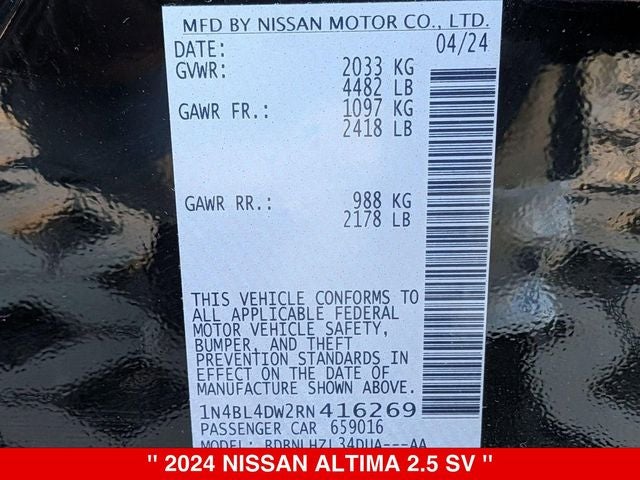 MFD BY NISSAN MOTOR CO., LTD.
DATE: 04/24
GVWR: 2033 KG
4482 LB
GAWR FR.: 1097 KG
2418 LB
GAWR RR.: 988 KG
2178 LB
THIS VEHICLE CONFORMS TO
ALL APPLICABLE FEDERAL
MOTOR VEHICLE SAFETY,
BUMPER, AND THEFT
PREVENTION STANDARDS IN
EFFECT ON THE DATE OF
MANUFACTURE SHOWN ABOVE.
1N4BL4DW2RN416269
PASSENGER CAR 659016
MODEL:
" 2024 NISSAN ALTIMA 2.5 SV "